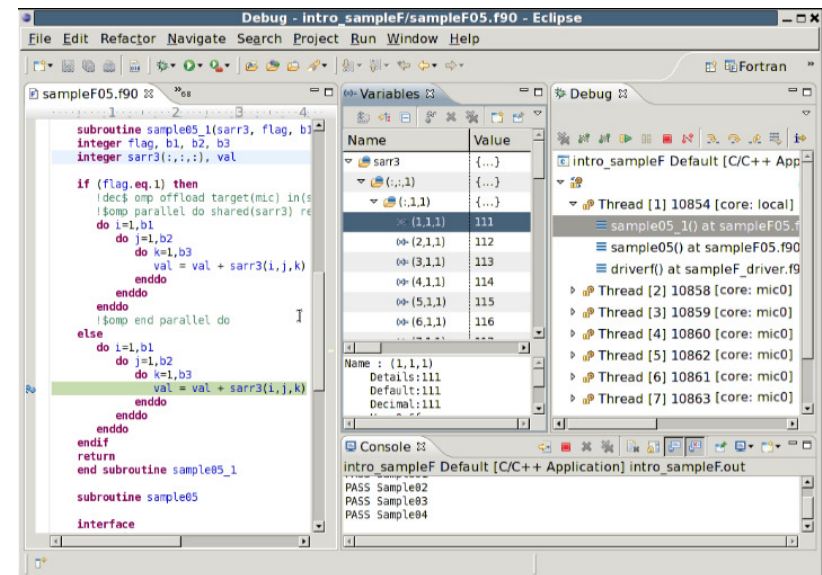 Debug - intro_sampleF/sampleF05.f90 - Eclipse
File Edit Refactor Navigate Search Project Run Window Help
Fortran »
sampleF05.f90 »68
1 2 3 4
subroutine sample05_1(sarr3, flag, b1
integer flag, b1, b2, b3
integer sarr3(:,:,:), val
if (flag.eq.1) then
!dec$ omp offload target(mic) in(s
!$omp parallel do shared(sarr3) re
do i=1,b1
do j=1,b2
do k=1,b3
val = val + sarr3(i,j,k)
enddo
enddo
enddo
!$omp end parallel do
else
do i=1,b1
do j=1,b2
do k=1,b3
val = val + sarr3(i,j,k)
enddo
enddo
enddo
endif
return
end subroutine sample05_1
subroutine sample05
interface
Variables
Name Value
sarr3 {...}
(:,:,1) {...}
(:,1,1) {...}
(1,1,1) 111
(2,1,1) 112
(3,1,1) 113
(4,1,1) 114
(5,1,1) 115
(6,1,1) 116
Name : (1,1,1)
Details:111
Default:111
Decimal:111
Debug
intro_sampleF Default [C/C++ App
Thread [1] 10854 [core: local]
sample05_1() at sampleF05.f
sample05() at sampleF05.f90
driverf() at sampleF_driver.f9
Thread [2] 10858 [core: mic0]
Thread [3] 10859 [core: mic0]
Thread [4] 10860 [core: mic0]
Thread [5] 10862 [core: mic0]
Thread [6] 10861 [core: mic0]
Thread [7] 10863 [core: mic0]
Console
intro_sampleF Default [C/C++ Application] intro_sampleF.out
PASS Sample02
PASS Sample03
PASS Sample04